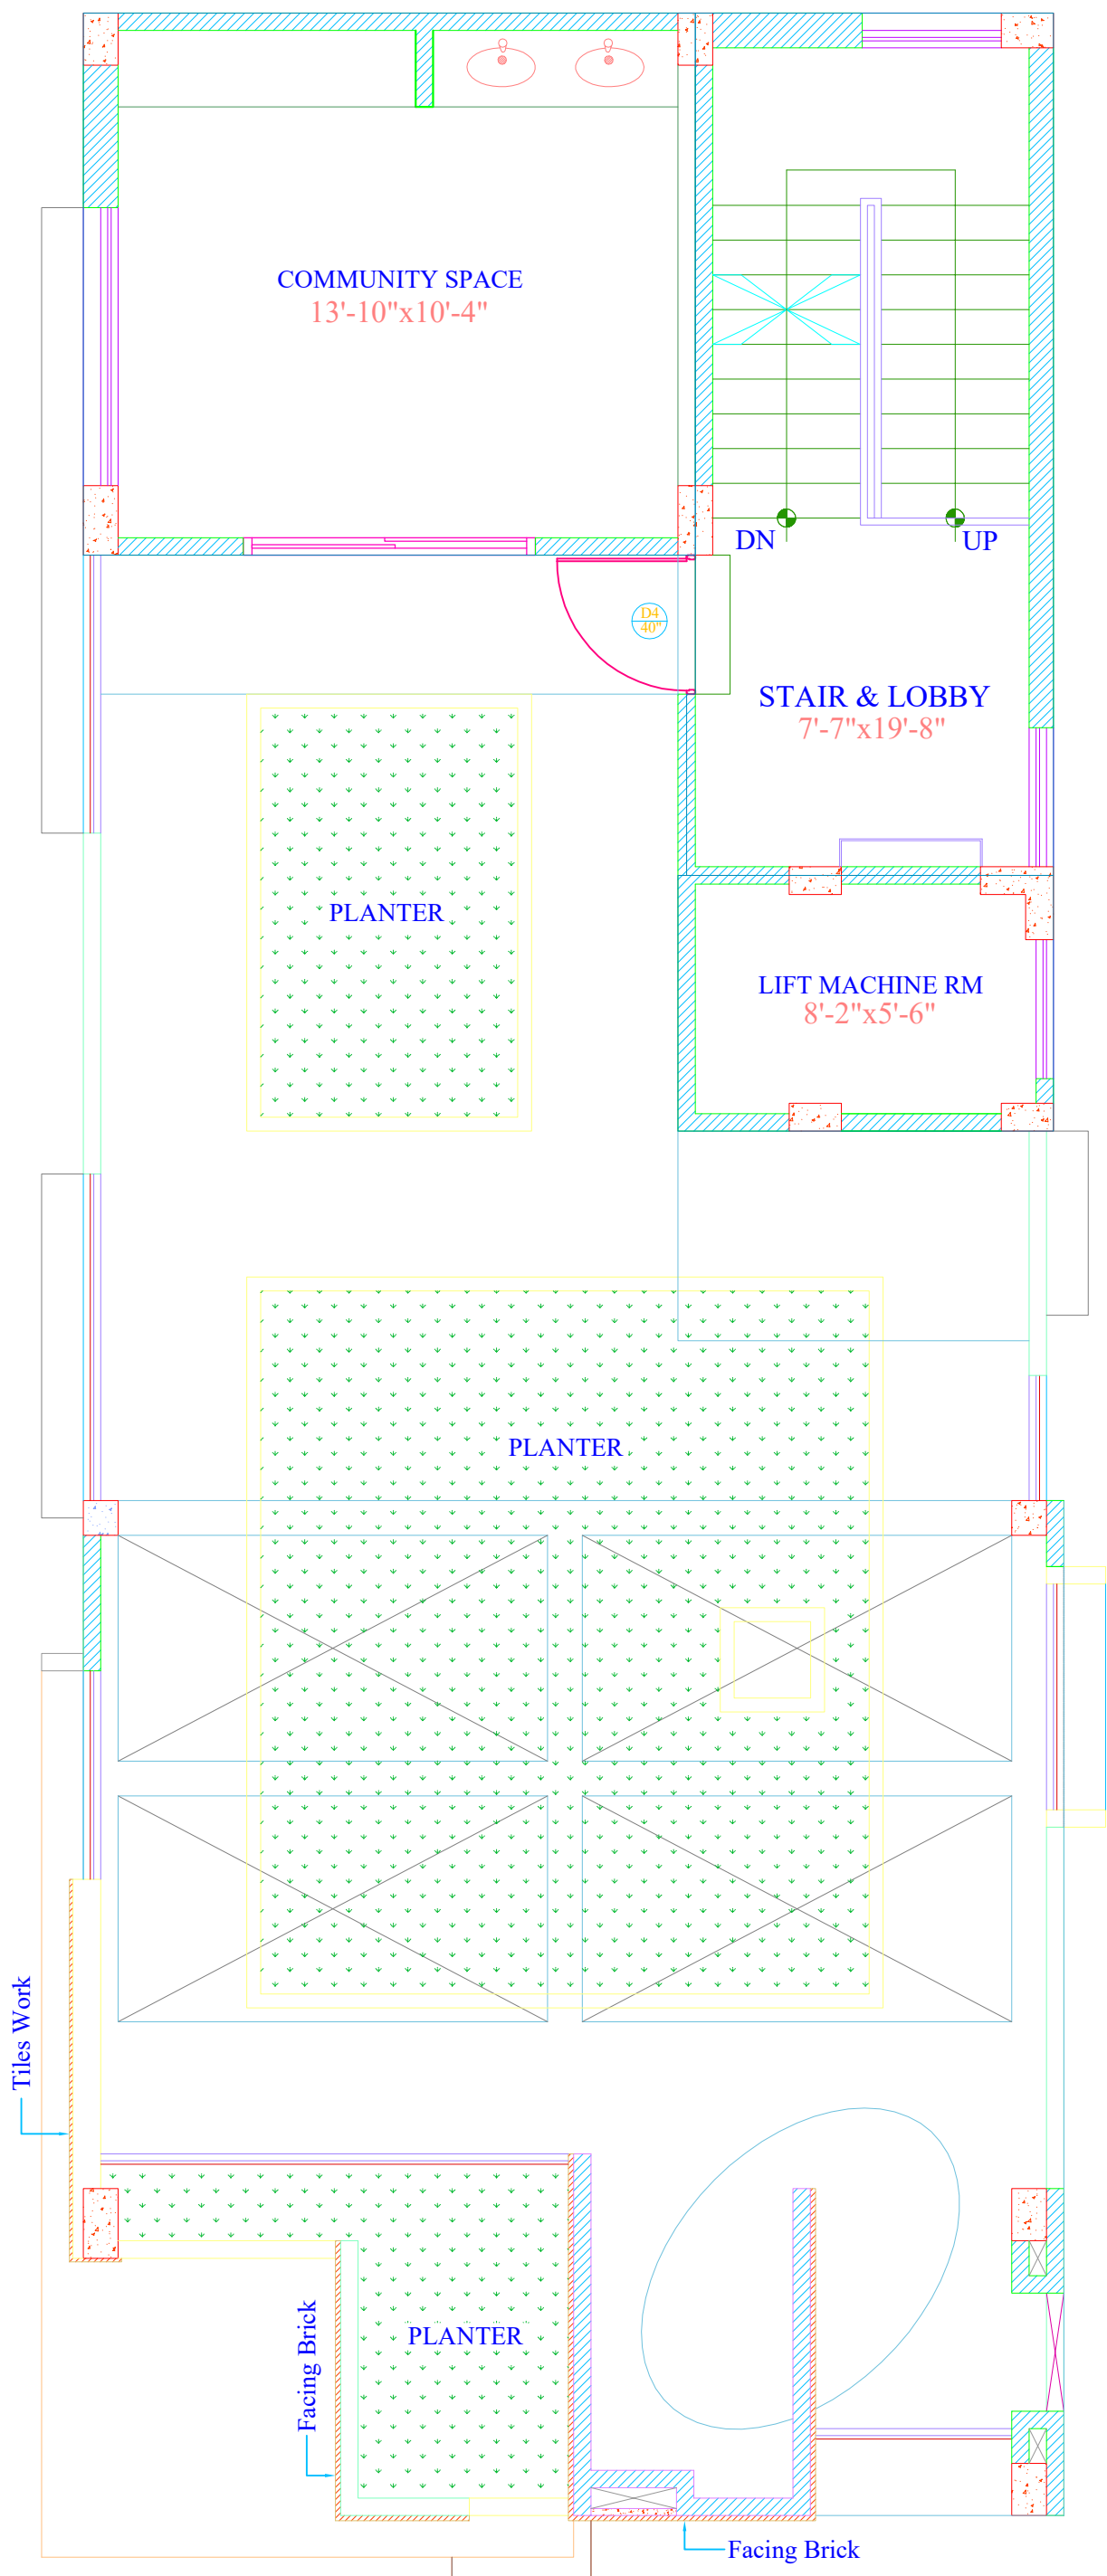 COMMUNITY SPACE
13'-10"x10'-4"
DN
UP
D4
40"
STAIR & LOBBY
7'-7"x19'-8"
PLANTER
LIFT MACHINE RM
8'-2"x5'-6"
PLANTER
Tiles Work
Facing Brick
PLANTER
Facing Brick